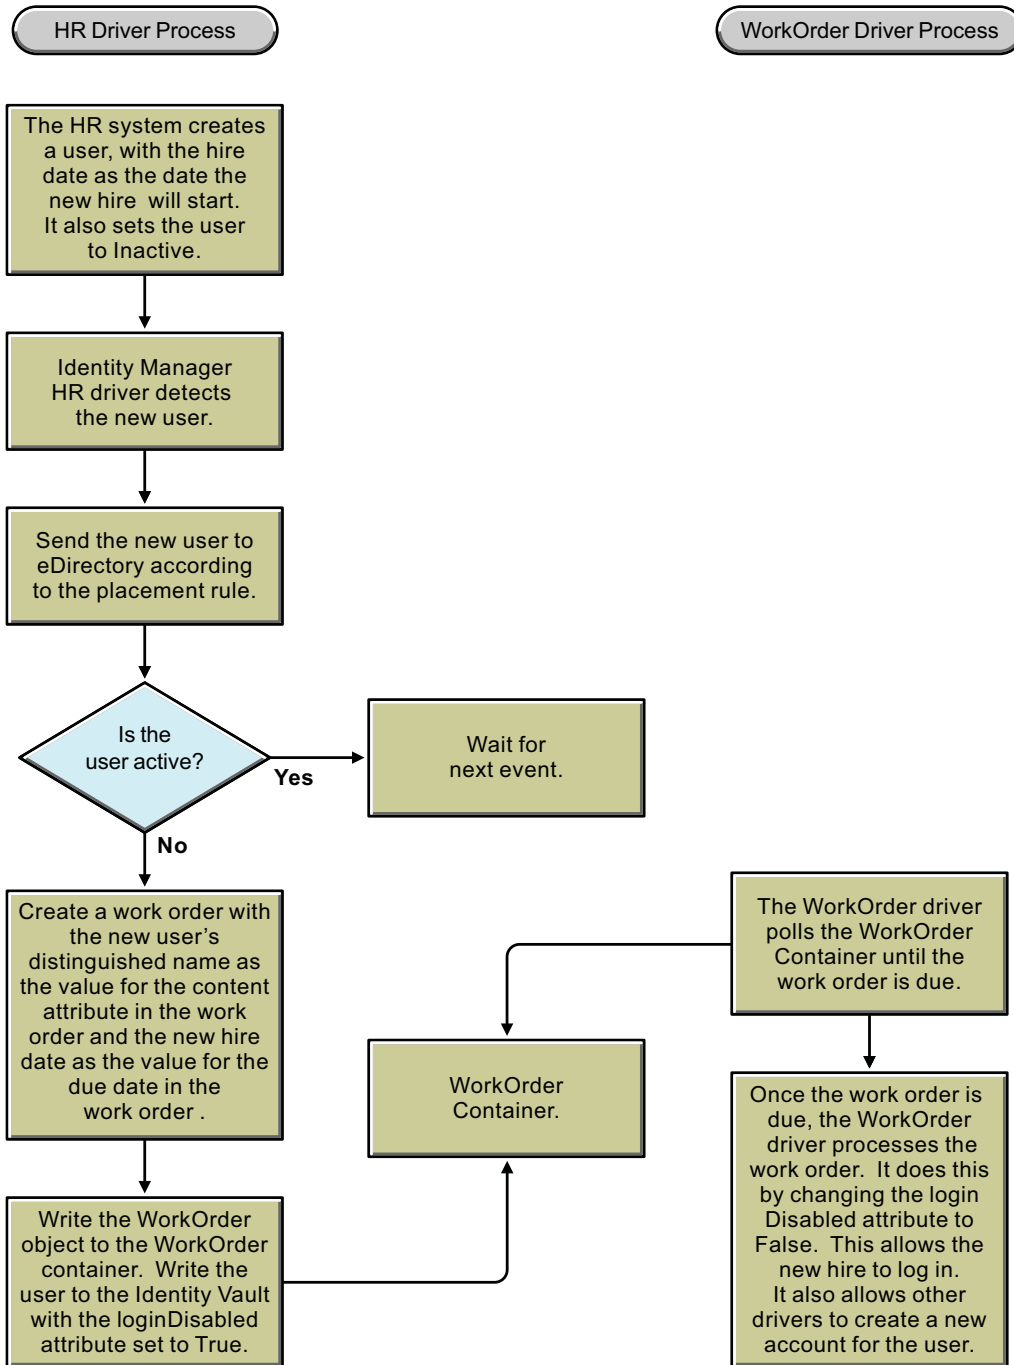 HR Driver Process
WorkOrder Driver Process
The HR system creates
a user, with the hire
date as the date the
new hire will start.
It also sets the user
to Inactive.
Identity Manager
HR driver detects
the new user.
Send the new user to
eDirectory according
to the placement rule.
Is the
user active?
Yes
Wait for
next event.
No
Create a work order with
the new user’s
distinguished name as
the value for the content
attribute in the work
order and the new hire
date as the value for the
due date in the
work order .
The WorkOrder driver
polls the WorkOrder
Container until the
work order is due.
WorkOrder
Container.
Write the WorkOrder
object to the WorkOrder
container. Write the
user to the Identity Vault
with the loginDisabled
attribute set to True.
Once the work order is
due, the WorkOrder
driver processes the
work order. It does this
by changing the login
Disabled attribute to
False. This allows the
new hire to log in.
It also allows other
drivers to create a new
account for the user.